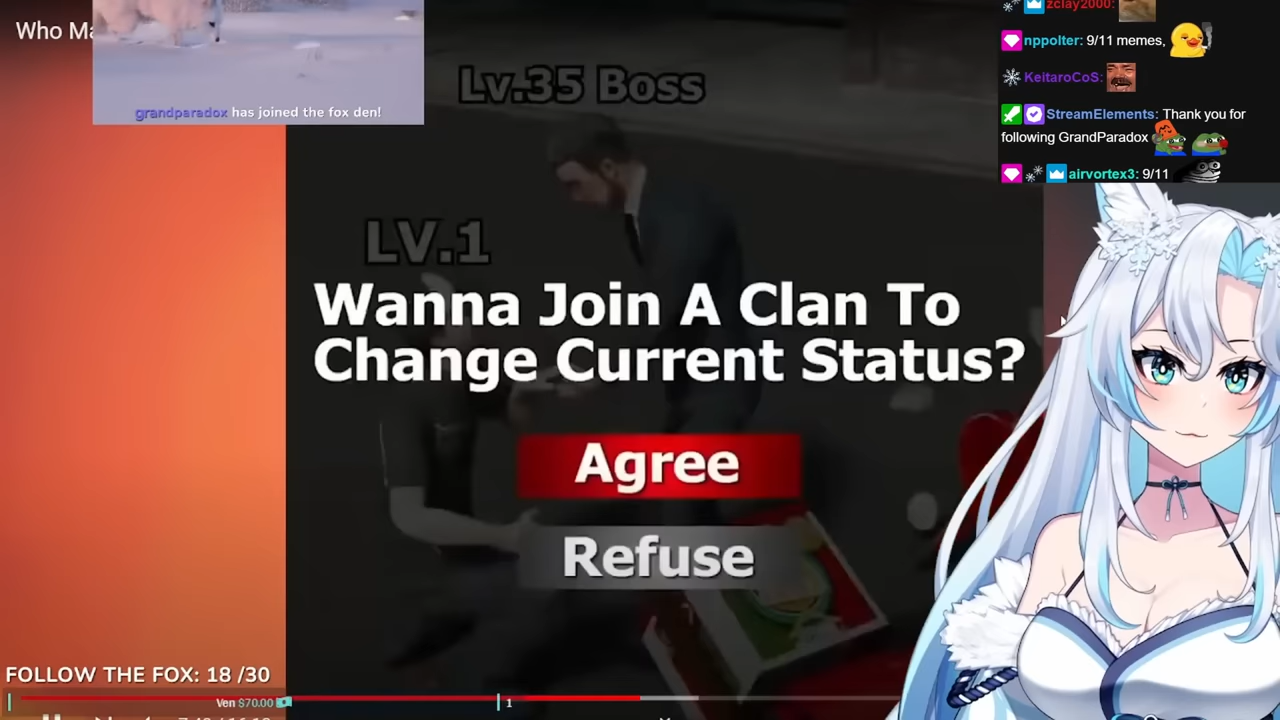 Who Ma
grandparadox has joined the fox den!
Lv.35 Boss
LV.1
Wanna Join A Clan To
Change Current Status?
Agree
Refuse
zclay2000:
nppolter: 9/11 memes,
KeitaroCoS:
StreamElements: Thank you for
following GrandParadox
airvortex3: 9/11
FOLLOW THE FOX: 18 /30
Ven $70.00
1